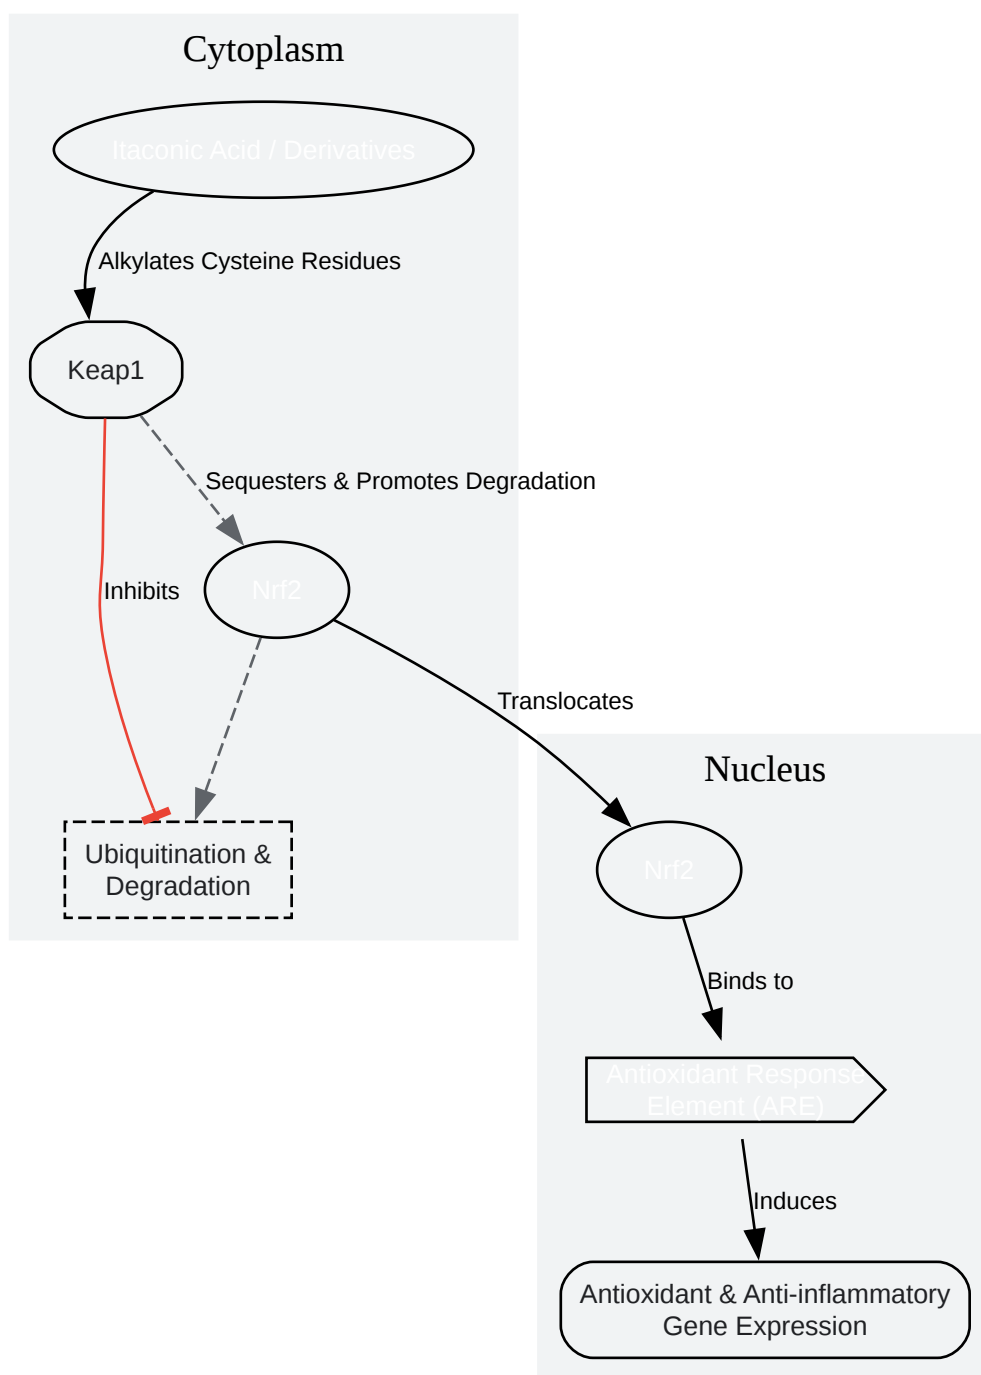 Cytoplasm
Itaconic Acid / Derivatives
Alkylates Cysteine Residues
Keap1
Sequesters & Promotes Degradation
Inhibits
Nrf2
Translocates
Ubiquitination &
Degradation
Nucleus
Nrf2
Binds to
Antioxidant Response
Element (ARE)
Induces
Antioxidant & Anti-inflammatory
Gene Expression